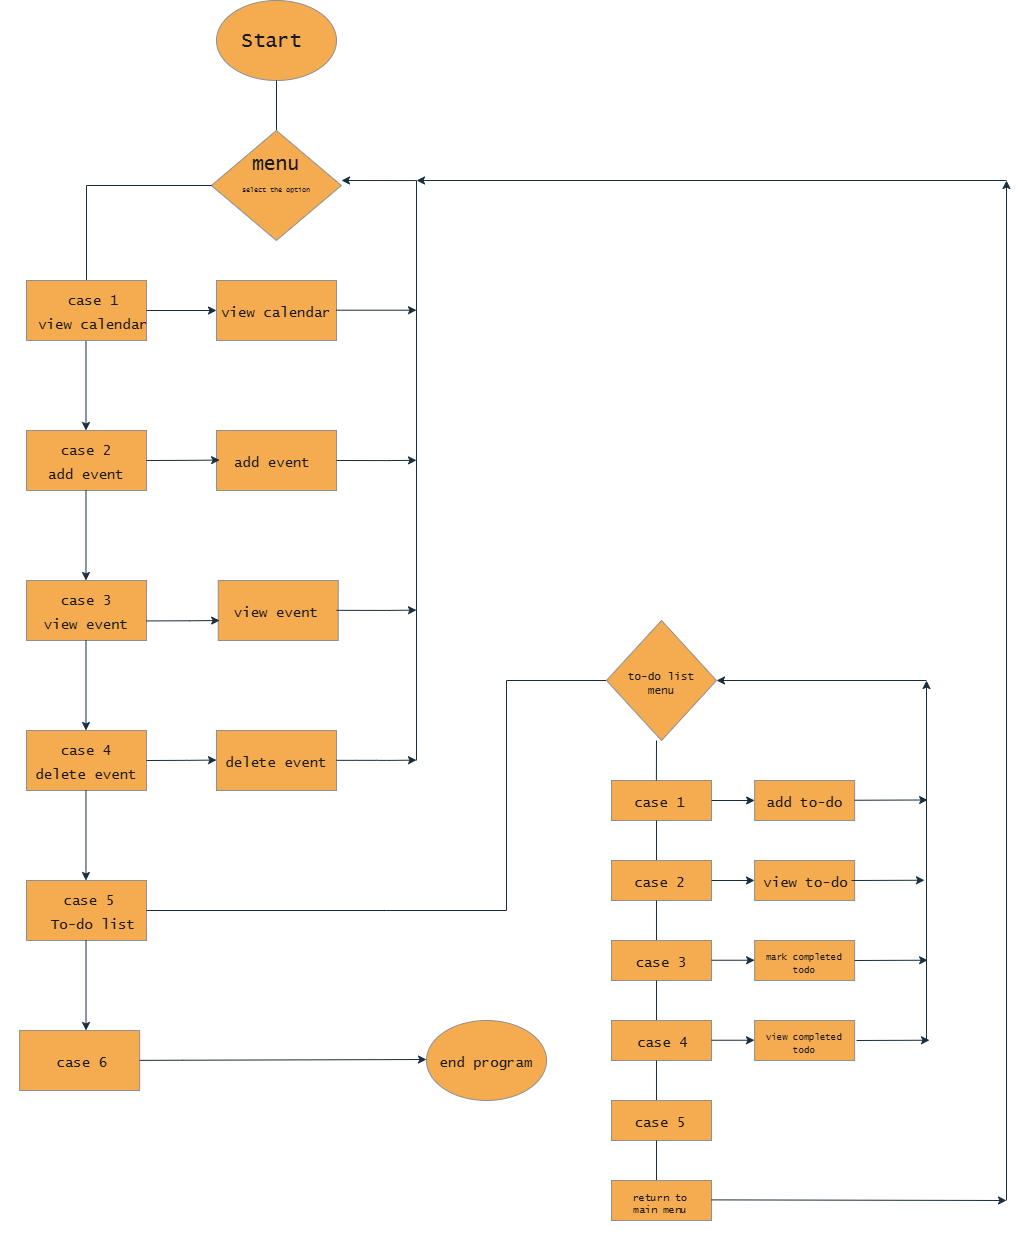 Start
menu
select the option
case 1
view calendar
view calendar
case 2
add event
add event
case 3
view event
view event
case 4
delete event
delete event
case 5
To-do list
case 6
end program
to-do list
menu
case 1
add to-do
case 2
view to-do
case 3
mark completed
todo
case 4
view completed
todo
case 5
return to
main menu